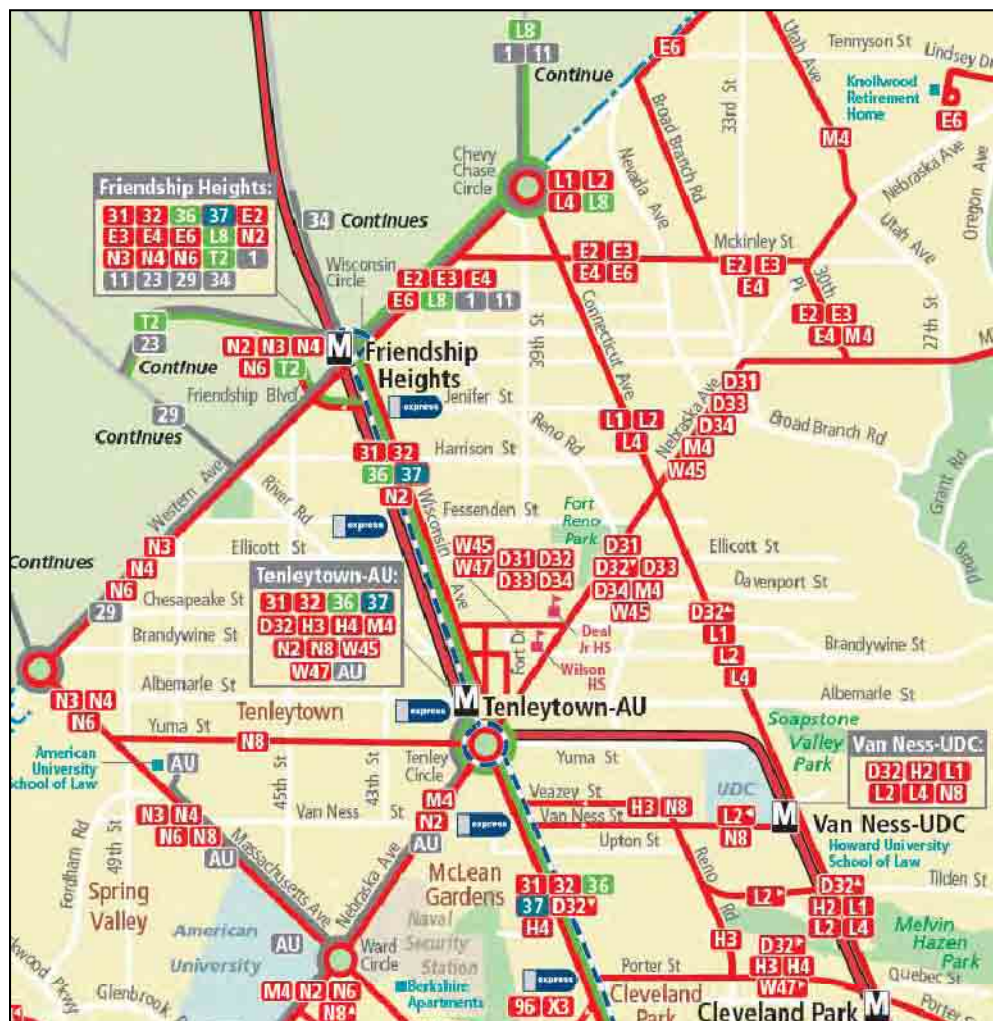 L8
1 11
Continue
E6
Utah Ave
Tennyson St
Lindsey Dr
Knollwood
Retirement
Home
E6
33rd St
Broad Branch Rd
M4
Nebraska Ave
Oregon Ave
Chevy
Chase
Circle
L1 L2
L4 L8
Nevada Ave
Utah Ave
Friendship Heights:
31 32 36 37 E2
E3 E4 E6 L8 N2
N3 N4 N6 T2 1
11 23 29 34
34 Continues
Wisconsin
Circle
E2 E3
E4 E6
Mckinley St
E2 E3
E4
30th
Pl
E2 E3 E4
E6 L8 1 11
Connecticut Ave
39th St
27th St
E2 E3
E4 M4
T2
23
Continue
N2 N3 N4
N6 T2
M
Friendship
Heights
Friendship Blvd
express
Jenifer St
29
Continues
Nebraska Ave
D31
D33
D34
M4
W45
Broad Branch Rd
L1 L2
L4
Reno Rd
31 32
36 37
N2
Harrison St
Western Ave
River Rd
Wisconsin
Ave
Fessenden St
Fort
Reno
Park
Grant Rd
Broad
express
N3
N4
N6
Ellicott St
W45
W47
D31 D32
D33 D34
D31
D32 D33
D34 M4
W45
Ellicott St
Davenport St
Continues
29
Chesapeake St
Tenleytown-AU:
31 32 36 37
D32 H3 H4 M4
N2 N8 W45
W47 AU
Fort Dr
Deal
Jr HS
Wilson
HS
D32
L1
L2
L4
Brandywine St
Brandywine St
Albemarle St
Albemarle St
N3 N4
N6
M
Tenleytown-AU
express
Yuma St
Tenleytown
N8
Tenley
Circle
Yuma St
Soapstone
Valley
Park
Van Ness-UDC:
D32 H2 L1
L2 L4 N8
American
University
School of Law
AU
45th St
43rd St
Veazey St
H3 N8
UDC
Van Ness St
Van Ness St
L2
N8
M
Van Ness-UDC
Howard University
School of Law
M4
N2
AU
express
Upton St
N3 N4
N6 N8
AU
Fordham Rd
49th St
Massachusetts Ave
Nebraska Ave
McLean
Gardens
Reno
Rd
Spring
Valley
31 32 36
37 D32
H4
L2
D32
H2 L1
L2 L4
Tilden St
American
University
AU
Naval
Security
Station
Ward
Circle
H3
D32
H3 H4
W47
Melvin
Hazen
Park
Porter St
Quebec St
Porter St
M4 N2 N6
N8
Berkshire
Apartments
express
96 X3
Cleveland
Park
Cleveland Park
M
Glenbrook